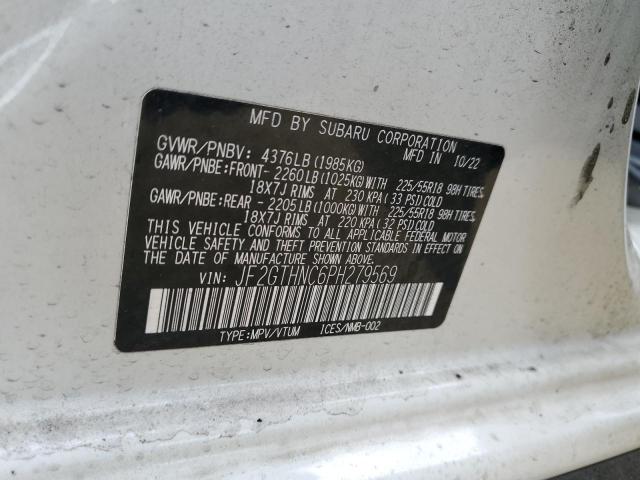 MFD BY SUBARU CORPORATION
GVWR/PNBV: 4376LB(1985KG) 10/22
GAWR/PNBE:FRONT- 2260LB(1025KG)WITH 225/55R18 98H TIRES,
18X7J RIMS AT 230 KPA( 33 PSI)COLD
GAWR/PNBE:REAR - 2205LB(1000KG)WITH 225/55R18 98H TIRES,
18X7J RIMS AT 220 KPA( 32 PSI)COLD
THIS VEHICLE CONFORMS TO ALL APPLICABLE FEDERAL MOTOR
VEHICLE SAFETY AND THEFT PREVENTION STANDARDS IN EFFECT ON
THE DATE OF MANUFACTURE SHOWN ABOVE.
VIN: JF2GTHNC6PH279569
TYPE:MPV/VTUM ICES/NMB-002